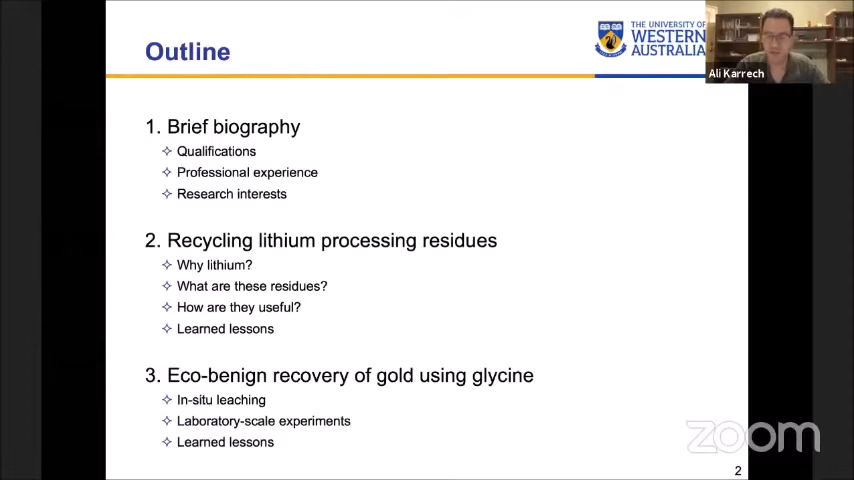 Outline
THE UNIVERSITY OF
WESTERN
AUSTRALIA
Ali Karrech
1. Brief biography
Qualifications
Professional experience
Research interests
2. Recycling lithium processing residues
Why lithium?
What are these residues?
How are they useful?
Learned lessons
3. Eco-benign recovery of gold using glycine
In-situ leaching
Laboratory-scale experiments
Learned lessons
zoom
2